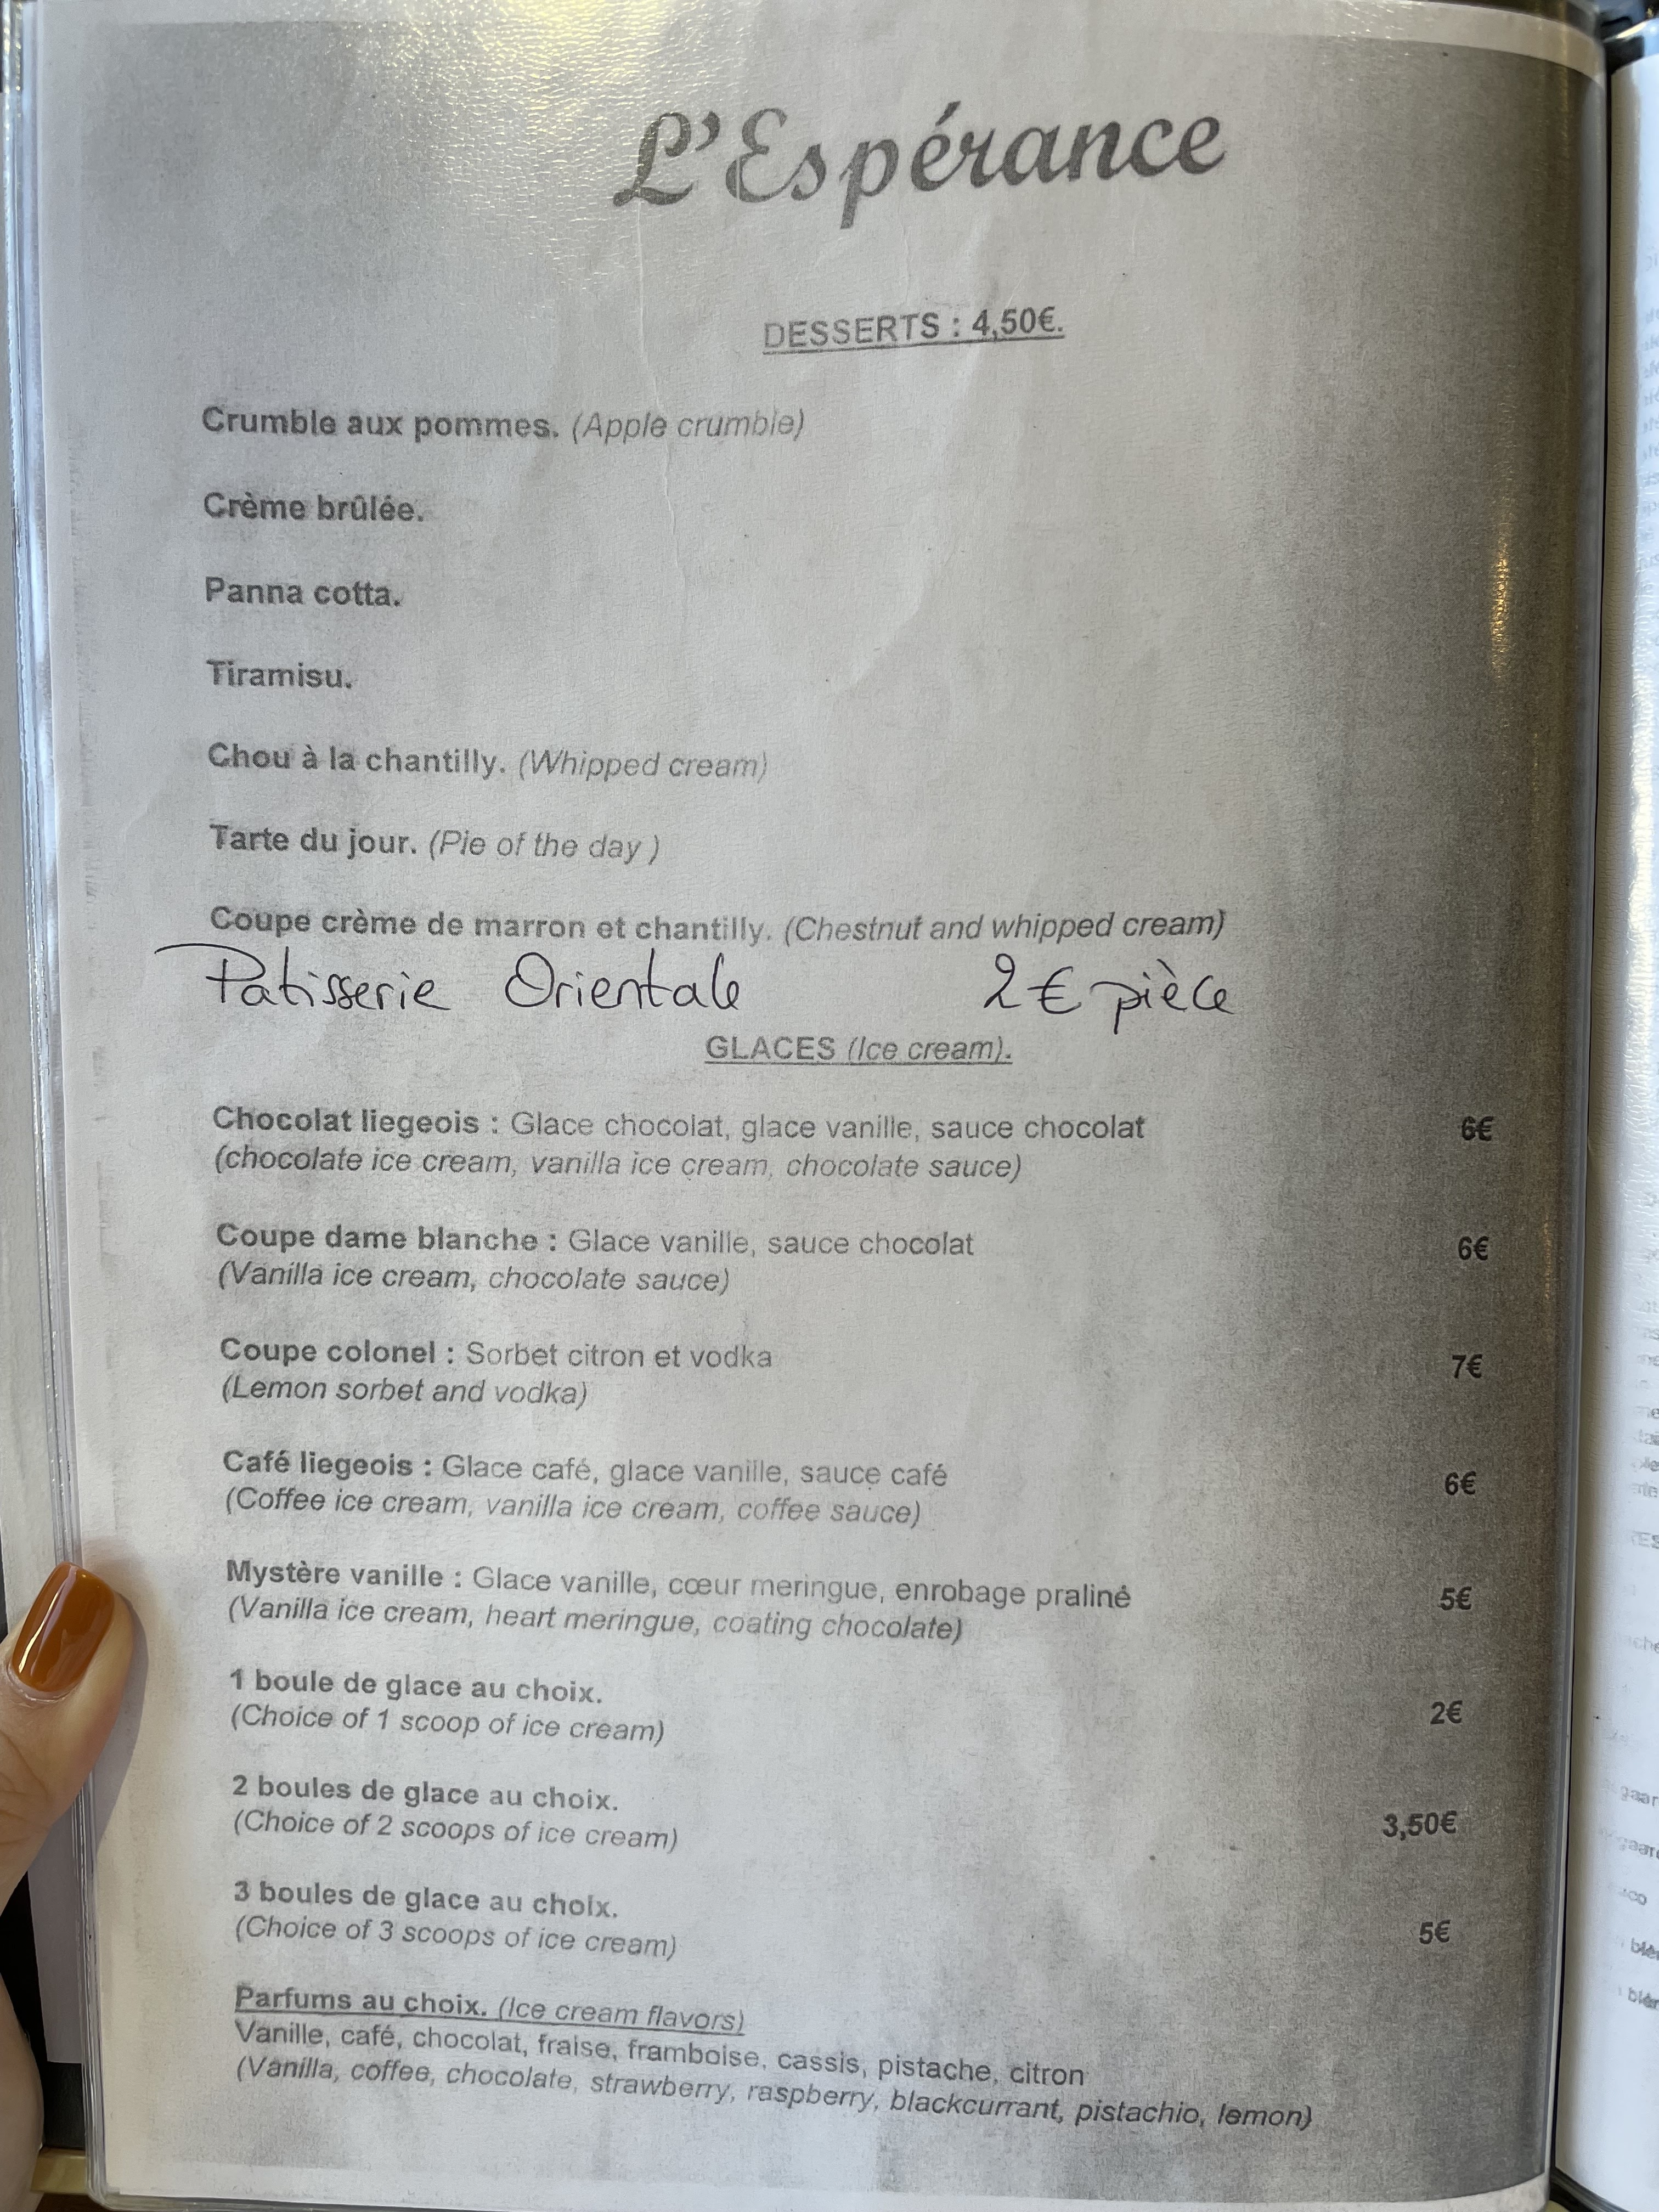 L'Espérance
DESSERTS : 4,50€.
Crumble aux pommes. (Apple crumble)
Crème brûlée.
Panna cotta.
Tiramisu.
Chou à la chantilly. (Whipped cream)
Tarte du jour. (Pie of the day )
Coupe crème de marron et chantilly. (Chestnut and whipped cream)
Patisserie Orientale 2€ pièce
GLACES (Ice cream).
Chocolat liegeois : Glace chocolat, glace vanille, sauce chocolat 6€
(chocolate ice cream, vanilla ice cream, chocolate sauce)
Coupe dame blanche : Glace vanille, sauce chocolat 6€
(Vanilla ice cream, chocolate sauce)
Coupe colonel : Sorbet citron et vodka 7€
(Lemon sorbet and vodka)
Café liegeois : Glace café, glace vanille, sauce café 6€
(Coffee ice cream, vanilla ice cream, coffee sauce)
Mystère vanille : Glace vanille, cœur meringue, enrobage praliné 5€
(Vanilla ice cream, heart meringue, coating chocolate)
1 boule de glace au choix. 2€
(Choice of 1 scoop of ice cream)
2 boules de glace au choix. 3,50€
(Choice of 2 scoops of ice cream)
3 boules de glace au choix. 5€
(Choice of 3 scoops of ice cream)
Parfums au choix. (Ice cream flavors)
Vanille, café, chocolat, fraise, framboise, cassis, pistache, citron
(Vanilla, coffee, chocolate, strawberry, raspberry, blackcurrant, pistachio, lemon)